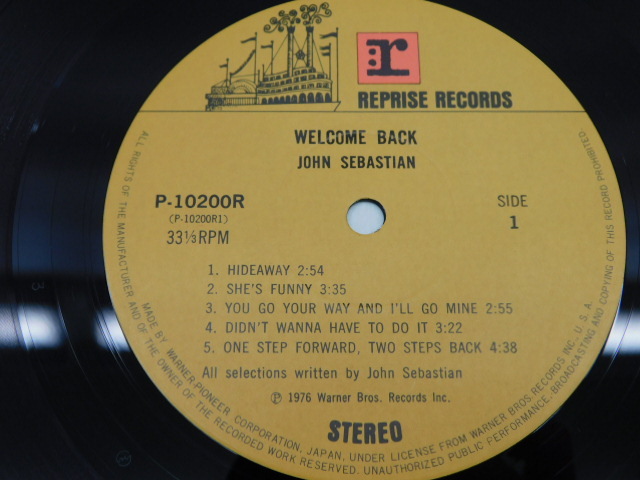 r
REPRISE RECORDS
WELCOME BACK
JOHN SEBASTIAN
P-10200R
(P-10200R1)
33⅓RPM
SIDE
1
1. HIDEAWAY 2:54
2. SHE'S FUNNY 3:35
3. YOU GO YOUR WAY AND I'LL GO MINE 2:55
4. DIDN'T WANNA HAVE TO DO IT 3:22
5. ONE STEP FORWARD, TWO STEPS BACK 4:38
All selections written by John Sebastian
Ⓟ 1976 Warner Bros. Records Inc.
STEREO
MADE BY WARNER-PIONEER CORPORATION, JAPAN, UNDER LICENSE FROM WARNER BROS RECORDS INC., U. S. A.
ALL RIGHTS OF THE MANUFACTURER AND OF THE OWNER OF THE RECORDED WORK RESERVED. UNAUTHORIZED PUBLIC PERFORMANCE, BROADCASTING AND COPYING OF THIS RECORD PROHIBITED